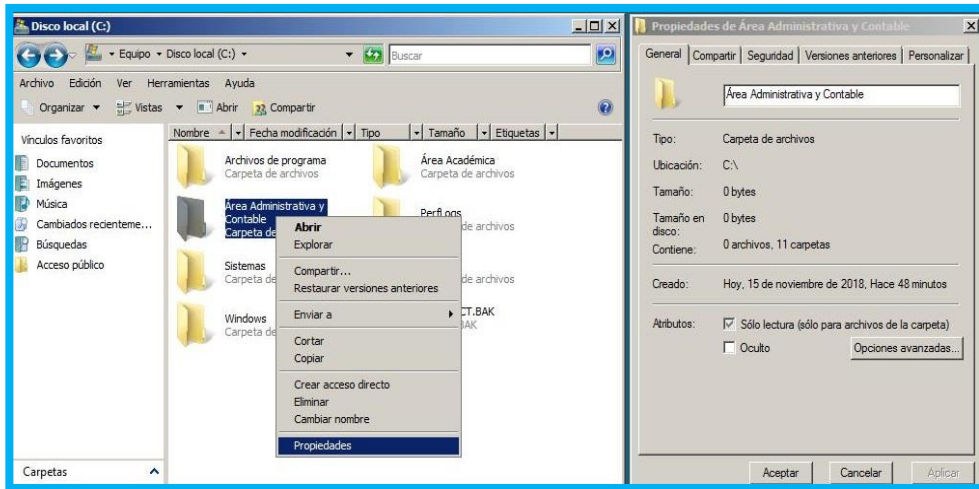 Disco local (C:)
Equipo Disco local (C:)
Buscar
Archivo Edición Ver Herramientas Ayuda
Organizar Vistas Abrir Compartir
Vínculos favoritos
Documentos
Imágenes
Música
Cambiados recienteme...
Búsquedas
Acceso público
Carpetas
Nombre Fecha modificación Tipo Tamaño Etiquetas
Archivos de programa
Carpeta de archivos
Área Académica
Carpeta de archivos
Área Administrativa y
Contable
Carpeta de
PerfLogs
de archivos
Sistemas
Carpeta de
de archivos
Windows
Carpeta de
CT.BAK
BAK
Abrir
Explorar
Compartir...
Restaurar versiones anteriores
Enviar a
Cortar
Copiar
Crear acceso directo
Eliminar
Cambiar nombre
Propiedades
Propiedades de Área Administrativa y Contable
General Compartir Seguridad Versiones anteriores Personalizar
Área Administrativa y Contable
Tipo: Carpeta de archivos
Ubicación: C:\
Tamaño: 0 bytes
Tamaño en 0 bytes
disco:
Contiene: 0 archivos, 11 carpetas
Creado: Hoy, 15 de noviembre de 2018, Hace 48 minutos
Atributos: Sólo lectura (sólo para archivos de la carpeta)
Oculto Opciones avanzadas...
Aceptar Cancelar Aplicar